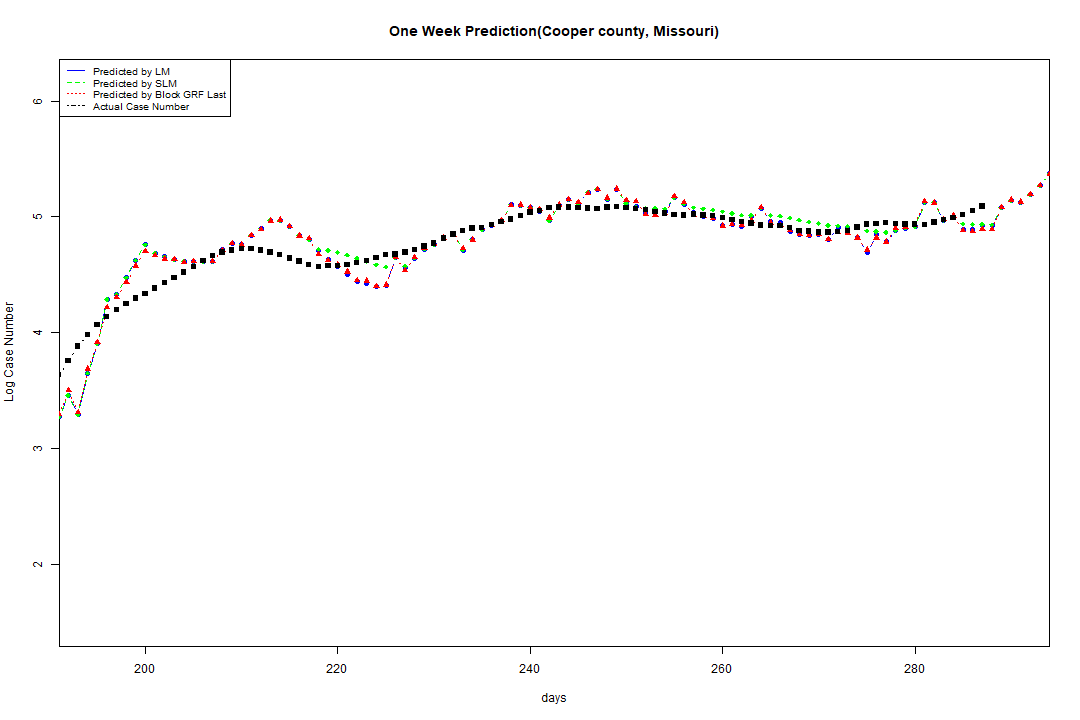 One Week Prediction(Cooper county, Missouri)
Predicted by LM
Predicted by SLM
Predicted by Block GRF Last
Actual Case Number
6
5
4
3
2
Log Case Number
200 220 240 260 280
days